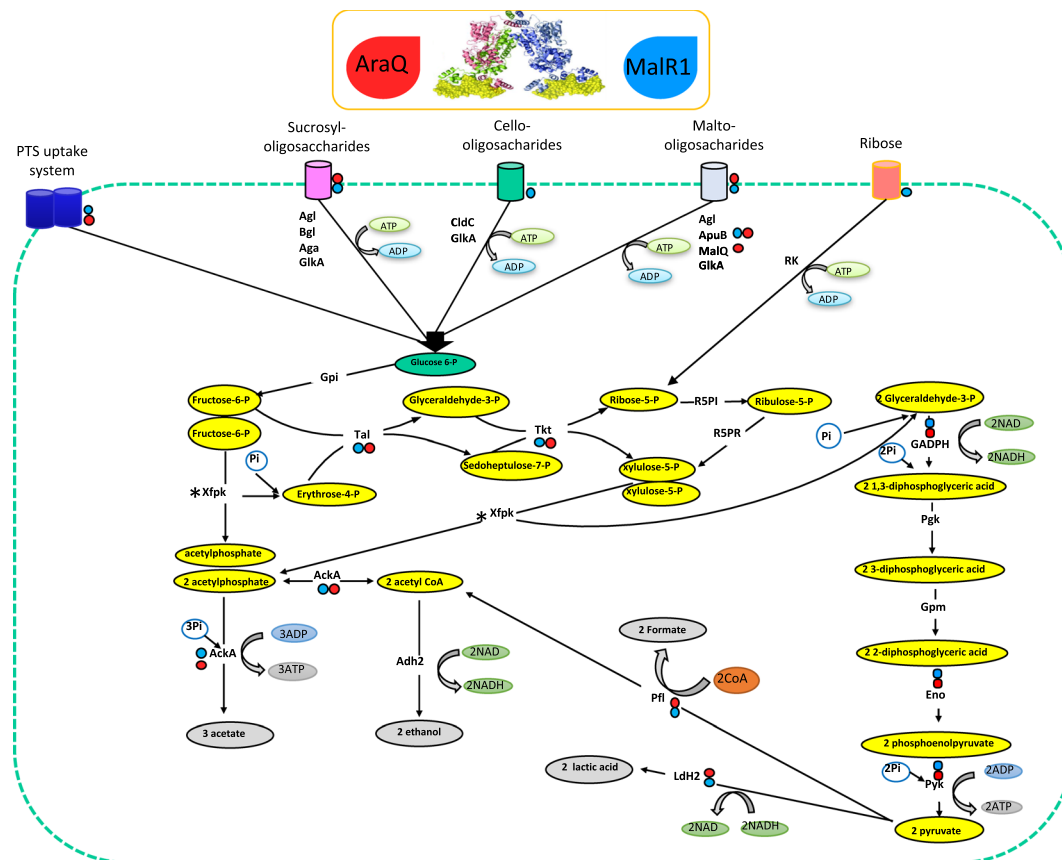 AraQ
MalR1
PTS uptake
system
Sucrosyl-
oligosaccharides
Cello-
oligosacharides
Malto-
oligosacharides
Ribose
Agl
Bgl
Aga
GlkA
ATP
ADP
CldC
GlkA
ATP
ADP
ATP
ADP
Agl
ApuB
MalQ
GlkA
RK
ATP
ADP
Glucose 6-P
Gpi
Fructose-6-P
Fructose-6-P
Glyceraldehyde-3-P
Tal
Sedoheptulose-7-P
Tkt
Ribose-5-P
R5PI
Ribulose-5-P
R5PR
xylulose-5-P
xylulose-5-P
Pi
*Xfpk
Erythrose-4-P
*Xfpk
2 Glyceraldehyde-3-P
Pi
2Pi
GADPH
2NAD
2NADH
2 1,3-diphosphoglyceric acid
Pgk
2 3-diphosphoglyceric acid
Gpm
2 2-diphosphoglyceric acid
Eno
2 phosphoenolpyruvate
2Pi
Pyk
2ADP
2ATP
2 pyruvate
acetylphosphate
2 acetylphosphate
AckA
2 acetyl CoA
3Pi
AckA
3ADP
3ATP
3 acetate
Adh2
2NAD
2NADH
2 ethanol
2 Formate
2CoA
Pfl
2 lactic acid
LdH2
2NAD
2NADH